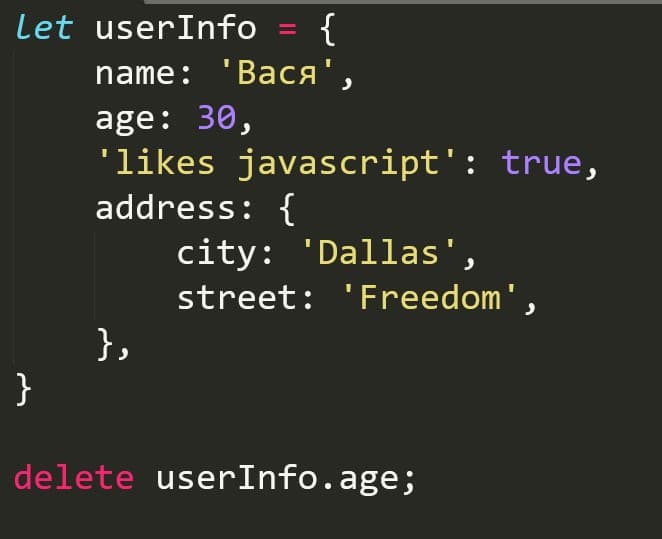 let userInfo = {
    name: 'Вася',
    age: 30,
    'likes javascript': true,
    address: {
        city: 'Dallas',
        street: 'Freedom',
    },
}

delete userInfo.age;